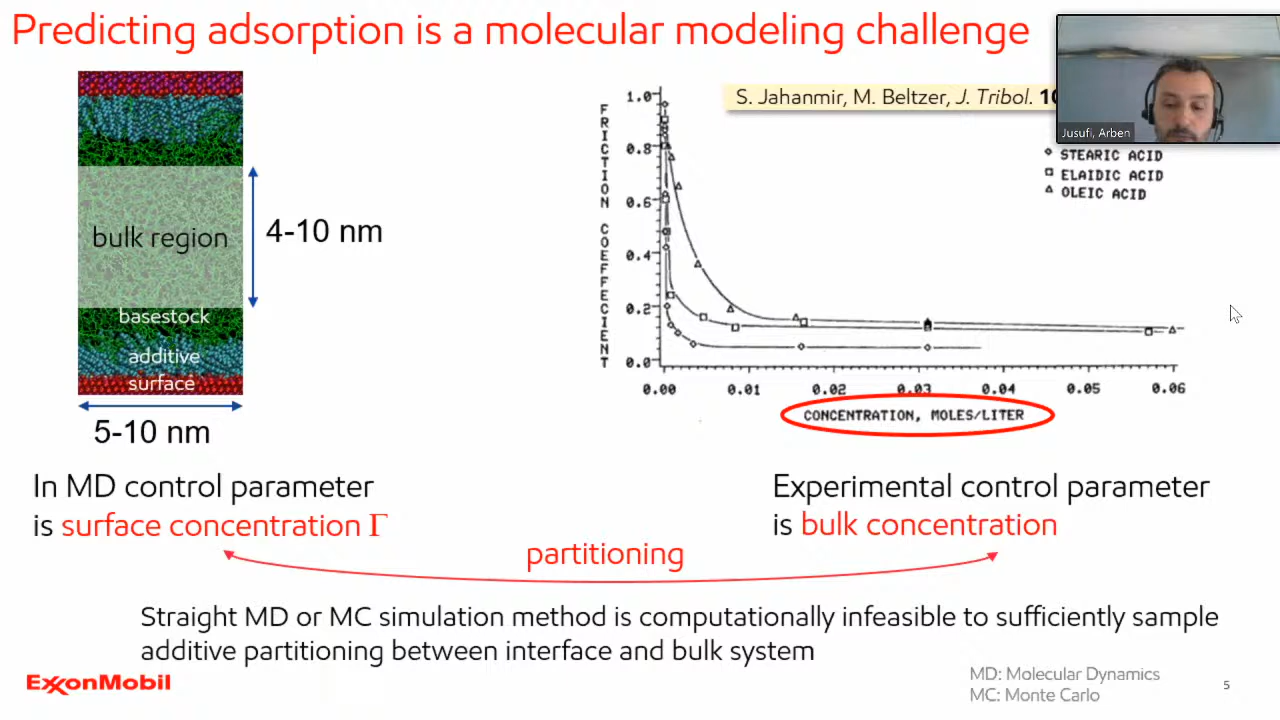 Predicting adsorption is a molecular modeling challenge
bulk region
4-10 nm
basestock
additive
surface
5-10 nm
S. Jahanmir, M. Beltzer, J. Tribol.
Jusufi, Arben
FRICTION COEFFECIENT
1.0
0.8
0.6
0.4
0.2
0.0
STEARIC ACID
ELAIDIC ACID
OLEIC ACID
0.00 0.01 0.02 0.03 0.04 0.05 0.06
CONCENTRATION, MOLES/LITER
In MD control parameter
is surface concentration Γ
Experimental control parameter
is bulk concentration
partitioning
Straight MD or MC simulation method is computationally infeasible to sufficiently sample
additive partitioning between interface and bulk system
ExxonMobil
MD: Molecular Dynamics
MC: Monte Carlo
5